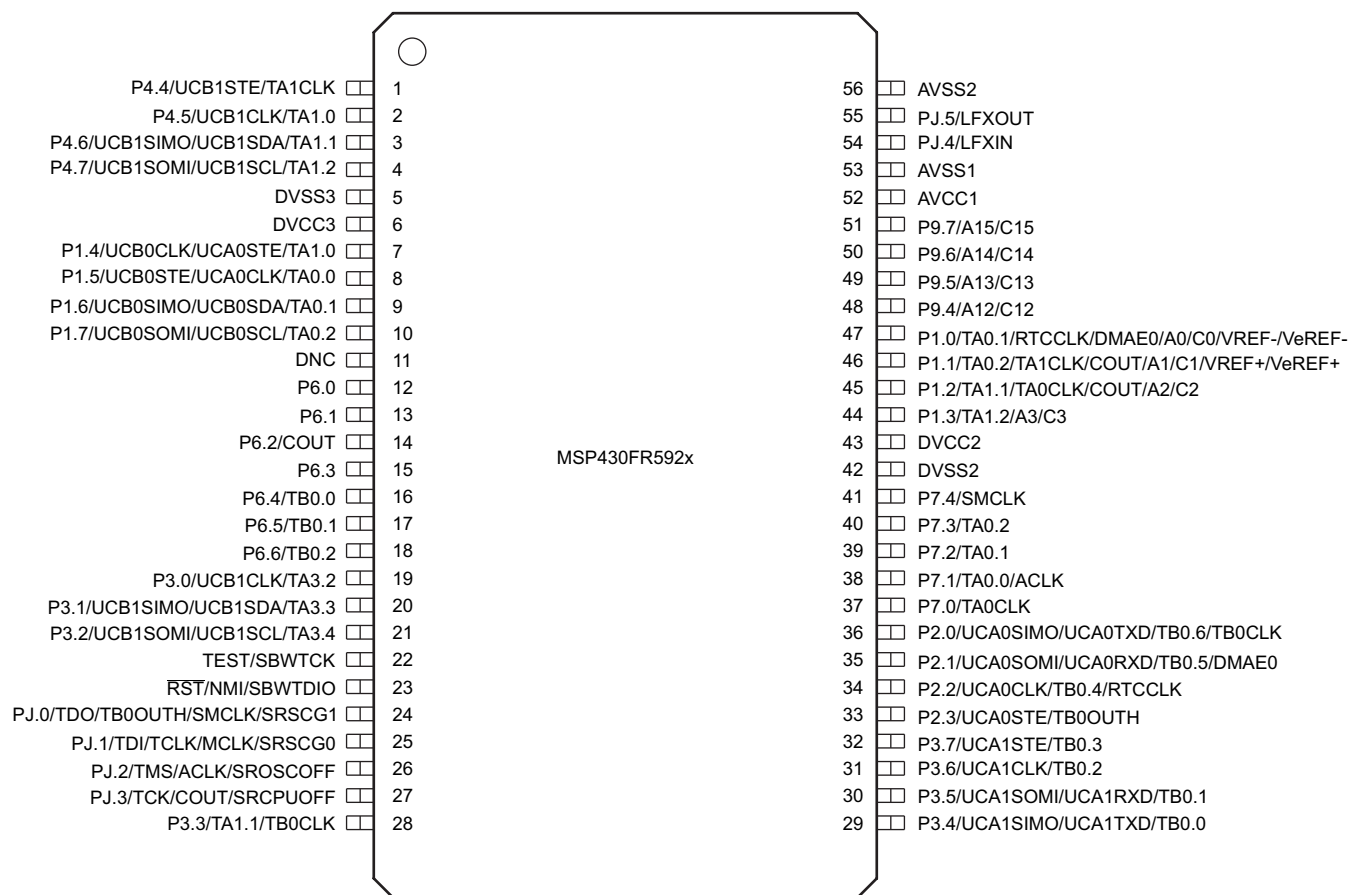 P4.4/UCB1STE/TA1CLK 1
P4.5/UCB1CLK/TA1.0 2
P4.6/UCB1SIMO/UCB1SDA/TA1.1 3
P4.7/UCB1SOMI/UCB1SCL/TA1.2 4
DVSS3 5
DVCC3 6
P1.4/UCB0CLK/UCA0STE/TA1.0 7
P1.5/UCB0STE/UCA0CLK/TA0.0 8
P1.6/UCB0SIMO/UCB0SDA/TA0.1 9
P1.7/UCB0SOMI/UCB0SCL/TA0.2 10
DNC 11
P6.0 12
P6.1 13
P6.2/COUT 14
P6.3 15
P6.4/TB0.0 16
P6.5/TB0.1 17
P6.6/TB0.2 18
P3.0/UCB1CLK/TA3.2 19
P3.1/UCB1SIMO/UCB1SDA/TA3.3 20
P3.2/UCB1SOMI/UCB1SCL/TA3.4 21
TEST/SBWTCK 22
RST/NMI/SBWTDIO 23
PJ.0/TDO/TB0OUTH/SMCLK/SRSCG1 24
PJ.1/TDI/TCLK/MCLK/SRSCG0 25
PJ.2/TMS/ACLK/SROSCOFF 26
PJ.3/TCK/COUT/SRCPUOFF 27
P3.3/TA1.1/TB0CLK 28
MSP430FR592x
56 AVSS2
55 PJ.5/LFXOUT
54 PJ.4/LFXIN
53 AVSS1
52 AVCC1
51 P9.7/A15/C15
50 P9.6/A14/C14
49 P9.5/A13/C13
48 P9.4/A12/C12
47 P1.0/TA0.1/RTCCLK/DMAE0/A0/C0/VREF-/VeREF-
46 P1.1/TA0.2/TA1CLK/COUT/A1/C1/VREF+/VeREF+
45 P1.2/TA1.1/TA0CLK/COUT/A2/C2
44 P1.3/TA1.2/A3/C3
43 DVCC2
42 DVSS2
41 P7.4/SMCLK
40 P7.3/TA0.2
39 P7.2/TA0.1
38 P7.1/TA0.0/ACLK
37 P7.0/TA0CLK
36 P2.0/UCA0SIMO/UCA0TXD/TB0.6/TB0CLK
35 P2.1/UCA0SOMI/UCA0RXD/TB0.5/DMAE0
34 P2.2/UCA0CLK/TB0.4/RTCCLK
33 P2.3/UCA0STE/TB0OUTH
32 P3.7/UCA1STE/TB0.3
31 P3.6/UCA1CLK/TB0.2
30 P3.5/UCA1SOMI/UCA1RXD/TB0.1
29 P3.4/UCA1SIMO/UCA1TXD/TB0.0